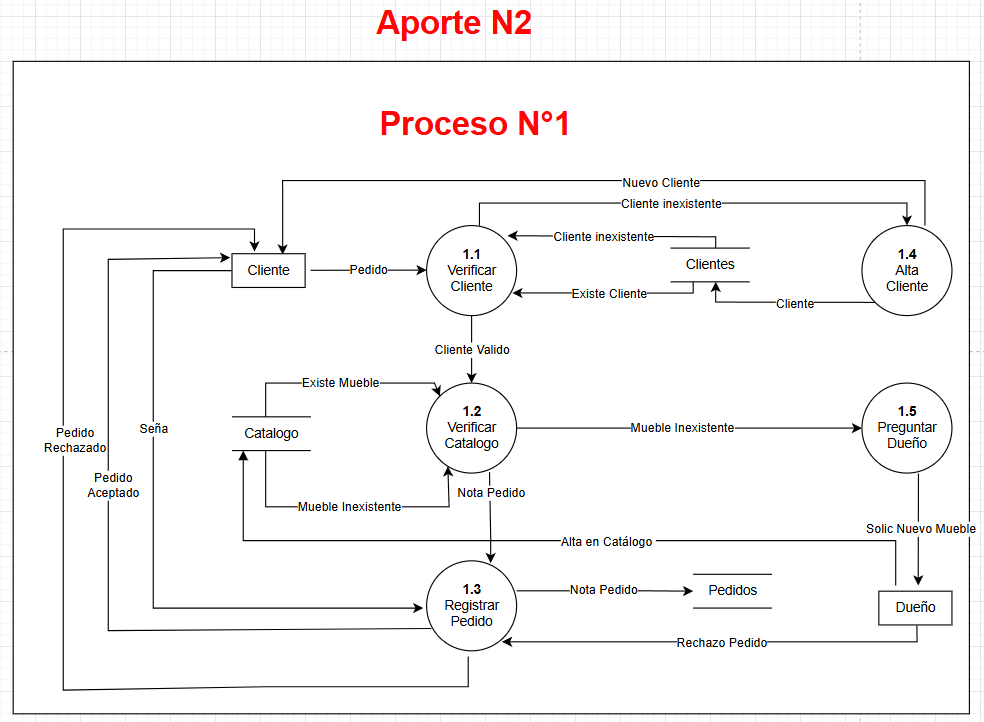 Aporte N2
Proceso N°1
Nuevo Cliente
Cliente inexistente
Cliente inexistente
Cliente
Pedido
1.1
Verificar
Cliente
Clientes
1.4
Alta
Cliente
Existe Cliente
Cliente
Cliente Valido
Existe Mueble
Catalogo
1.2
Verificar
Catalogo
Mueble Inexistente
1.5
Preguntar
Dueño
Pedido
Rechazado
Seña
Pedido
Aceptado
Mueble Inexistente
Nota Pedido
Solic Nuevo Mueble
Alta en Catálogo
1.3
Registrar
Pedido
Nota Pedido
Pedidos
Dueño
Rechazo Pedido